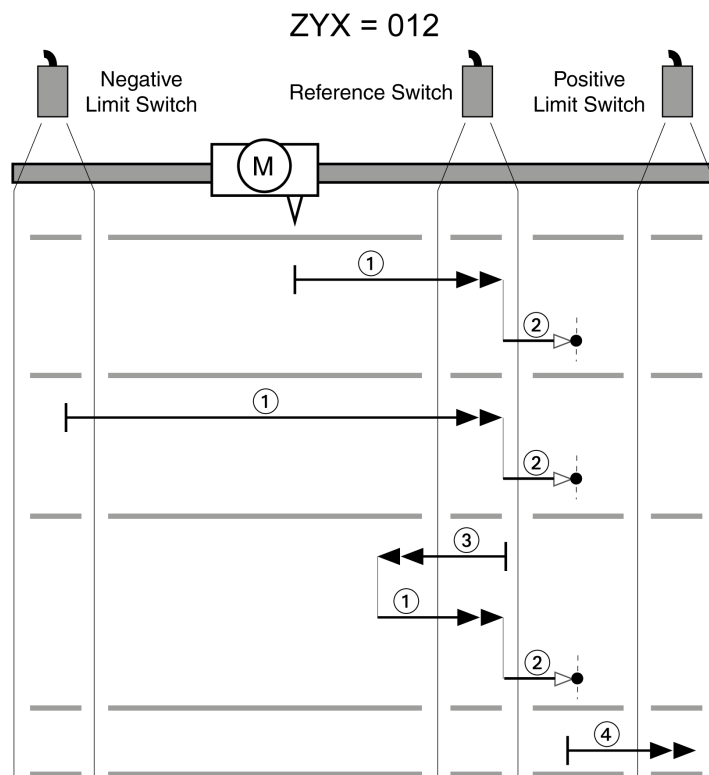 ZYX = 012
Negative
Limit Switch
Reference Switch
Positive
Limit Switch
M
1
2
1
2
3
1
2
4